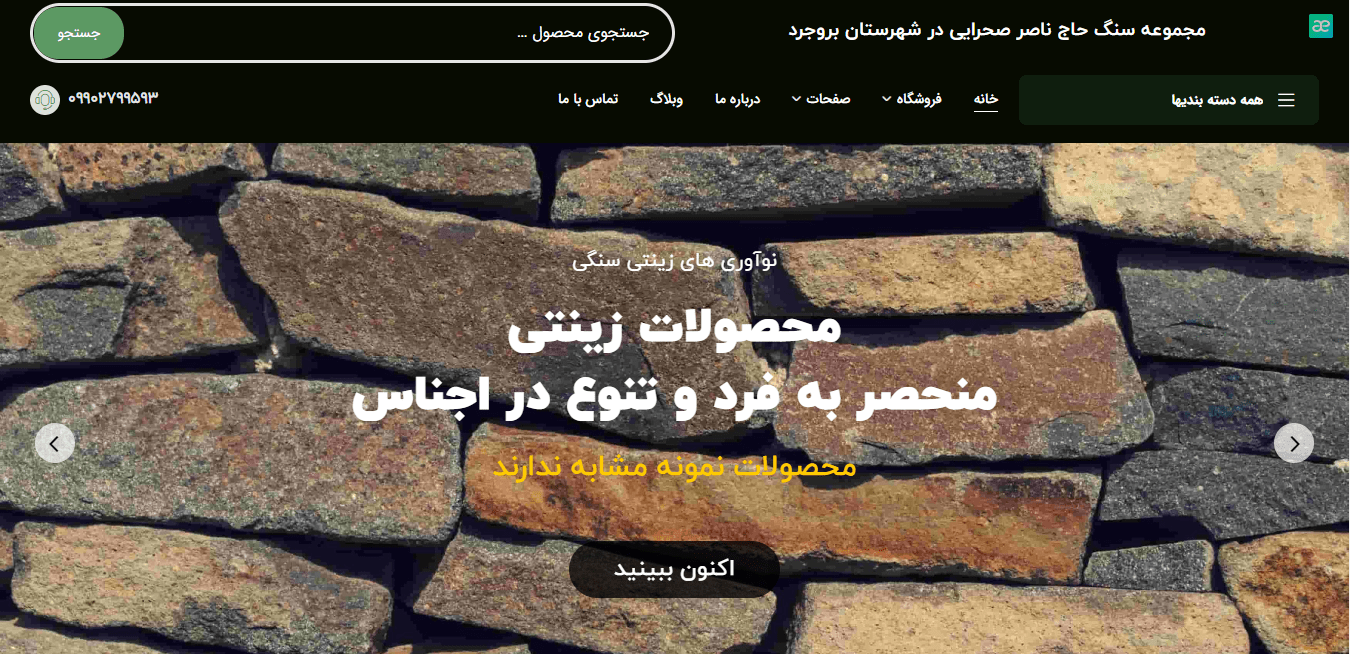 مجموعه سنگ حاج ناصر صحرایی در شهرستان بروجرد
جستجوی محصول ...
جستجو
همه دسته بندیها
خانه
فروشگاه
صفحات
درباره ما
وبلاگ
تماس با ما
۰۹۹۰۲۷۹۹۵۹۳
نوآوری های زینتی سنگی
محصولات زینتی
منحصر به فرد و تنوع در اجناس
محصولات نمونه مشابه ندارند
اکنون ببینید